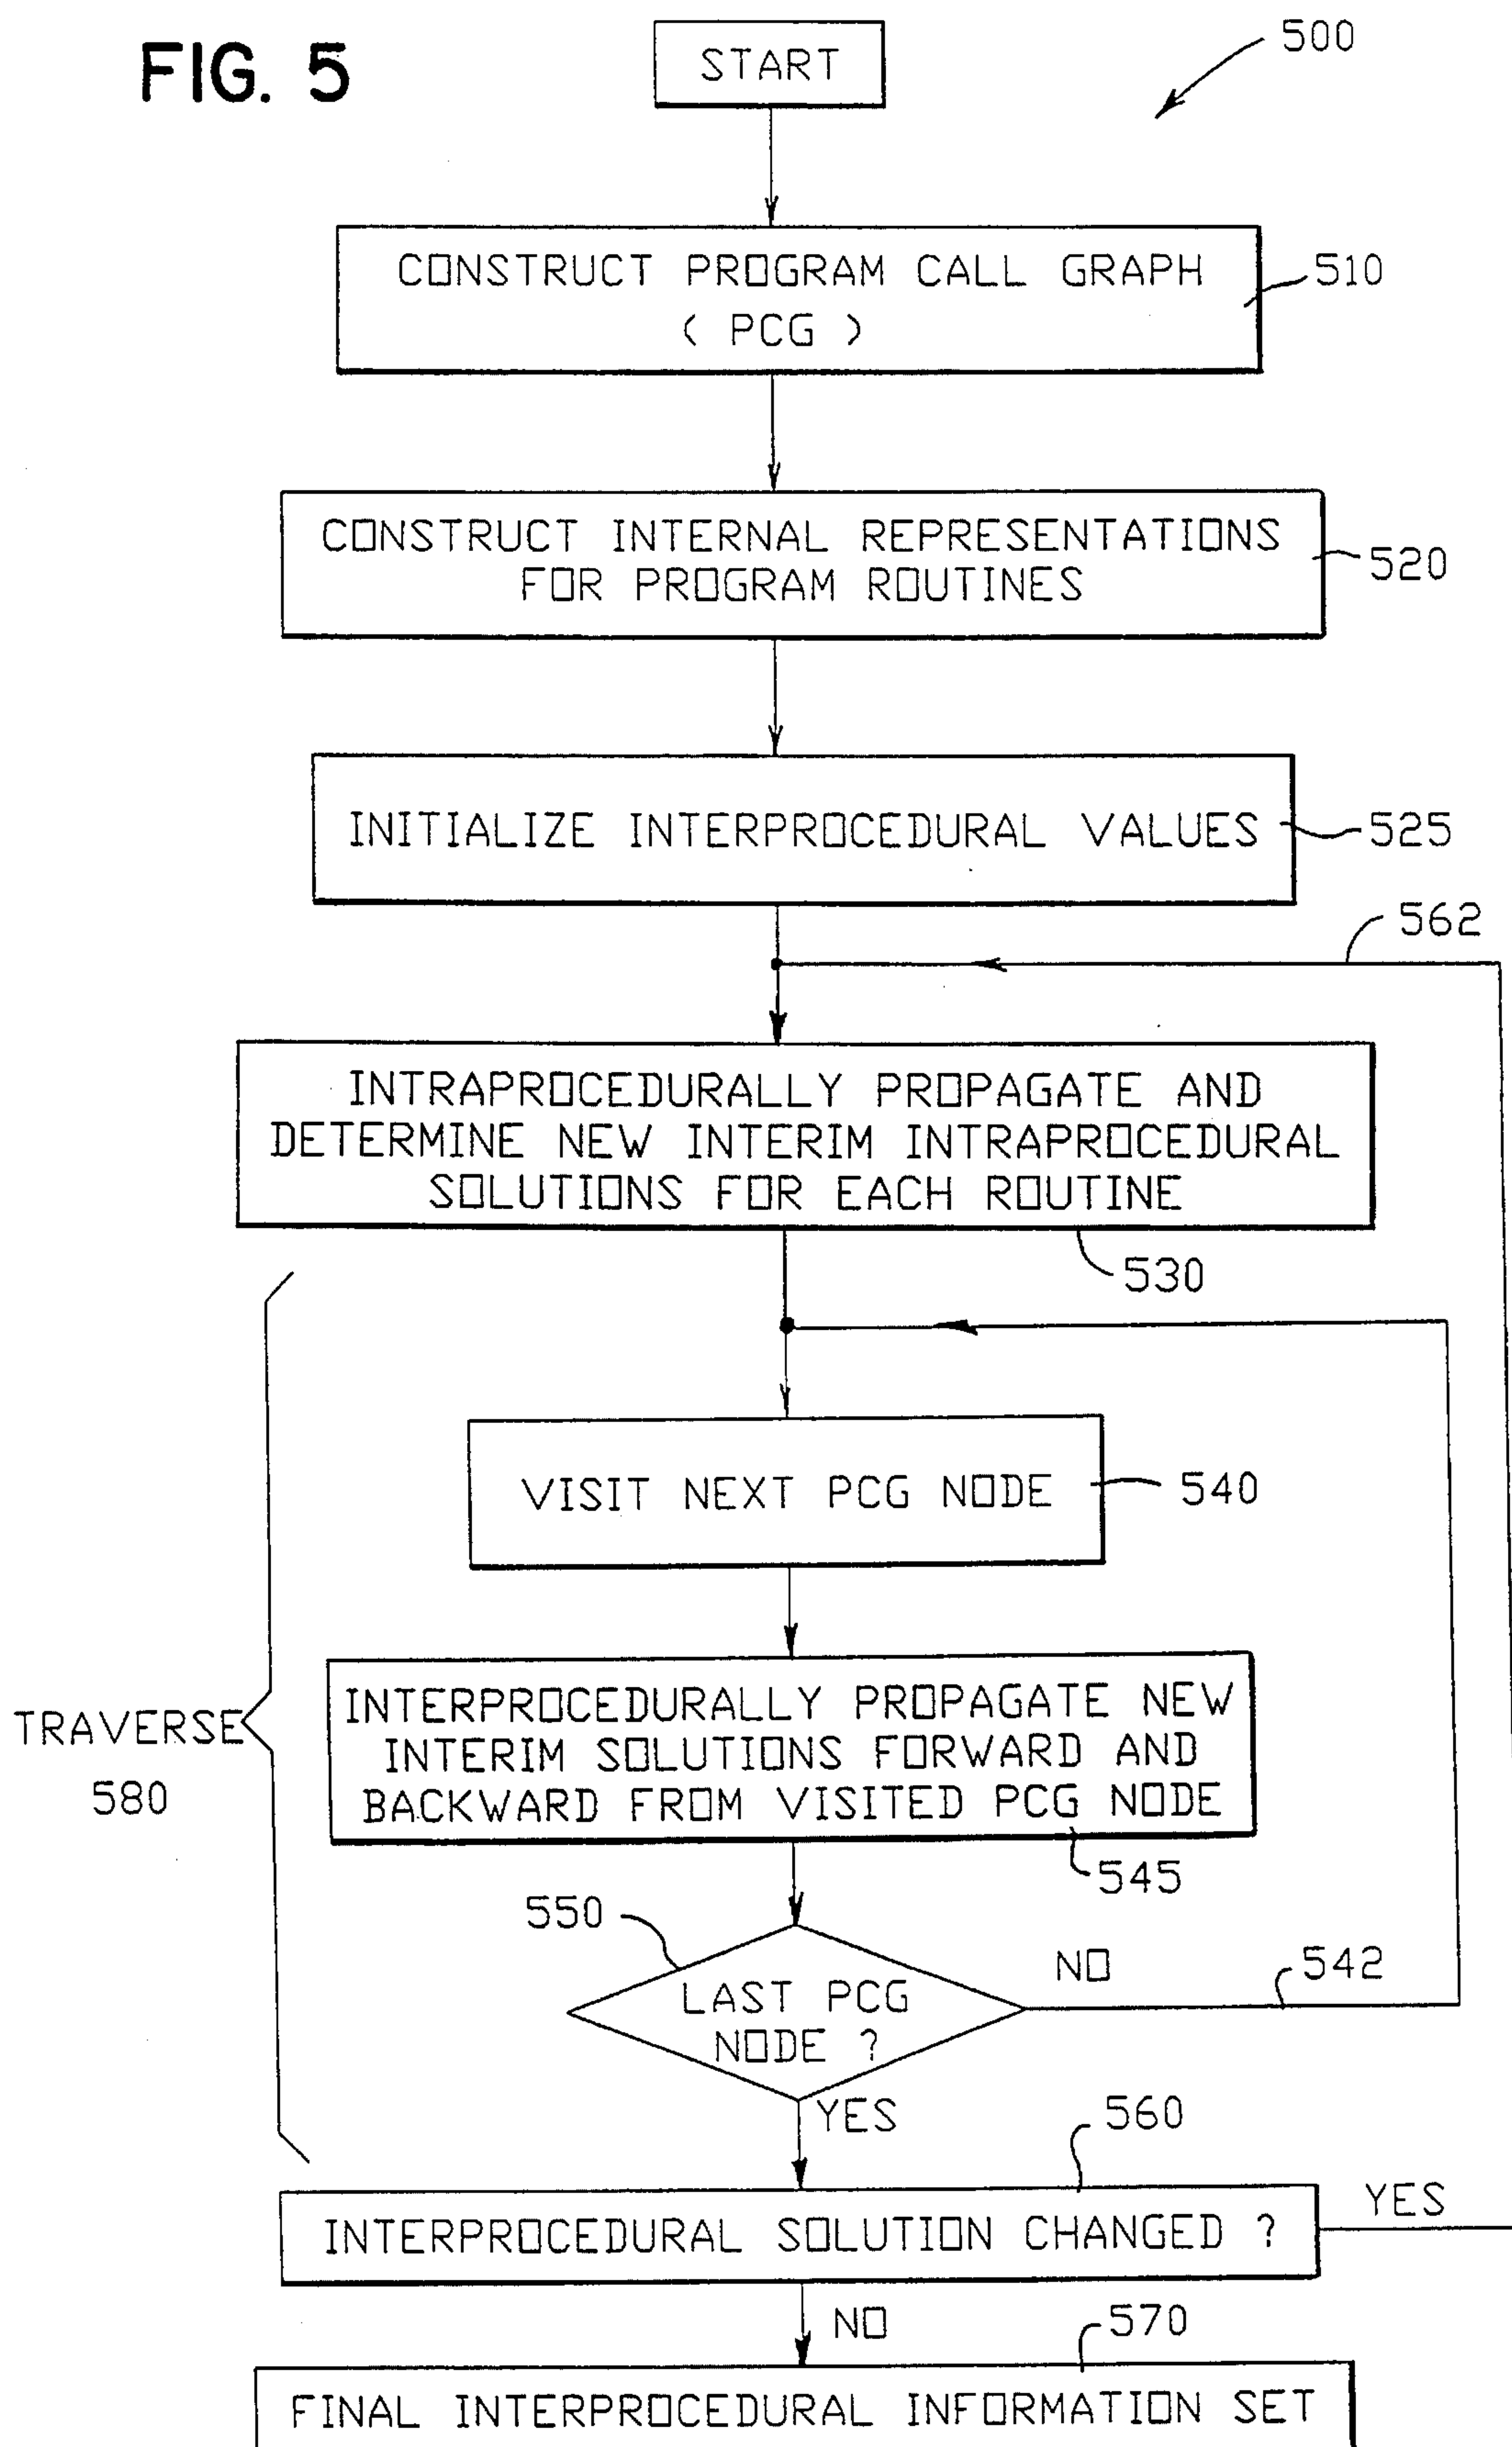 FIG. 5
START
500
CONSTRUCT PROGRAM CALL GRAPH
( PCG )
510
CONSTRUCT INTERNAL REPRESENTATIONS
FOR PROGRAM ROUTINES
520
INITIALIZE INTERPROCEDURAL VALUES
525
562
INTRAPROCEDURALLY PROPAGATE AND
DETERMINE NEW INTERIM INTRAPROCEDURAL
SOLUTIONS FOR EACH ROUTINE
530
VISIT NEXT PCG NODE
540
TRAVERSE
580
INTERPROCEDURALLY PROPAGATE NEW
INTERIM SOLUTIONS FORWARD AND
BACKWARD FROM VISITED PCG NODE
545
550
LAST PCG
NODE ?
NO
542
YES
560
INTERPROCEDURAL SOLUTION CHANGED ?
YES
NO
570
FINAL INTERPROCEDURAL INFORMATION SET